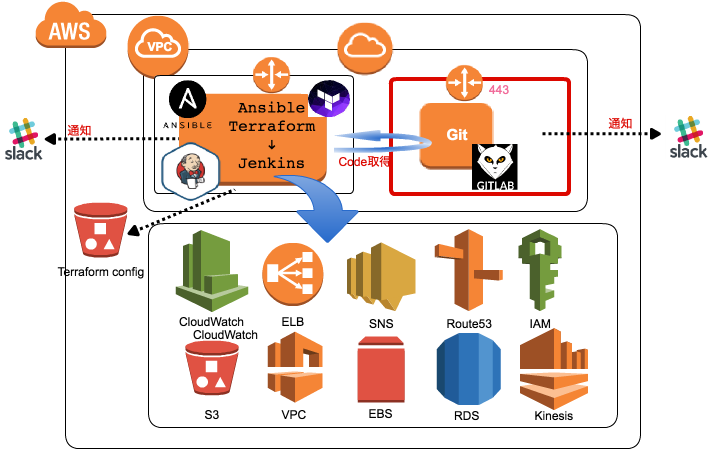 AWS
VPC
443
ANSIBLE
Ansible
Terraform
↓
Jenkins
Git
GITLAB
Code取得
通知
slack
通知
slack
Terraform config
CloudWatch
CloudWatch
ELB
SNS
Route53
IAM
S3
VPC
EBS
RDS
Kinesis